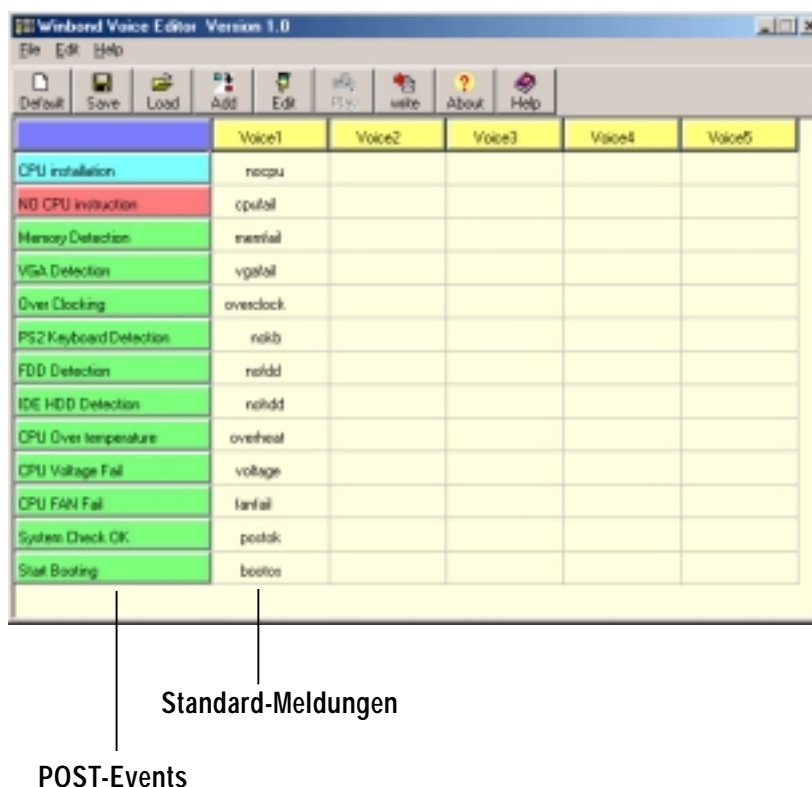 Winbond Voice Editor Version 1.0
File Edit Help
Default Save Load Add Edit Play write About Help
Voice1 Voice2 Voice3 Voice4 Voice5
CPU installation nocpu
NO CPU instruction cpufail
Memory Detection memfail
VGA Detection vgafail
Over Clocking overclock
PS2 Keyboard Detection nokb
FDD Detection nofdd
IDE HDD Detection nohdd
CPU Over temperature overheat
CPU Voltage Fail voltage
CPU FAN Fail fanfail
System Check OK postok
Start Booting bootos
Standard-Meldungen
POST-Events